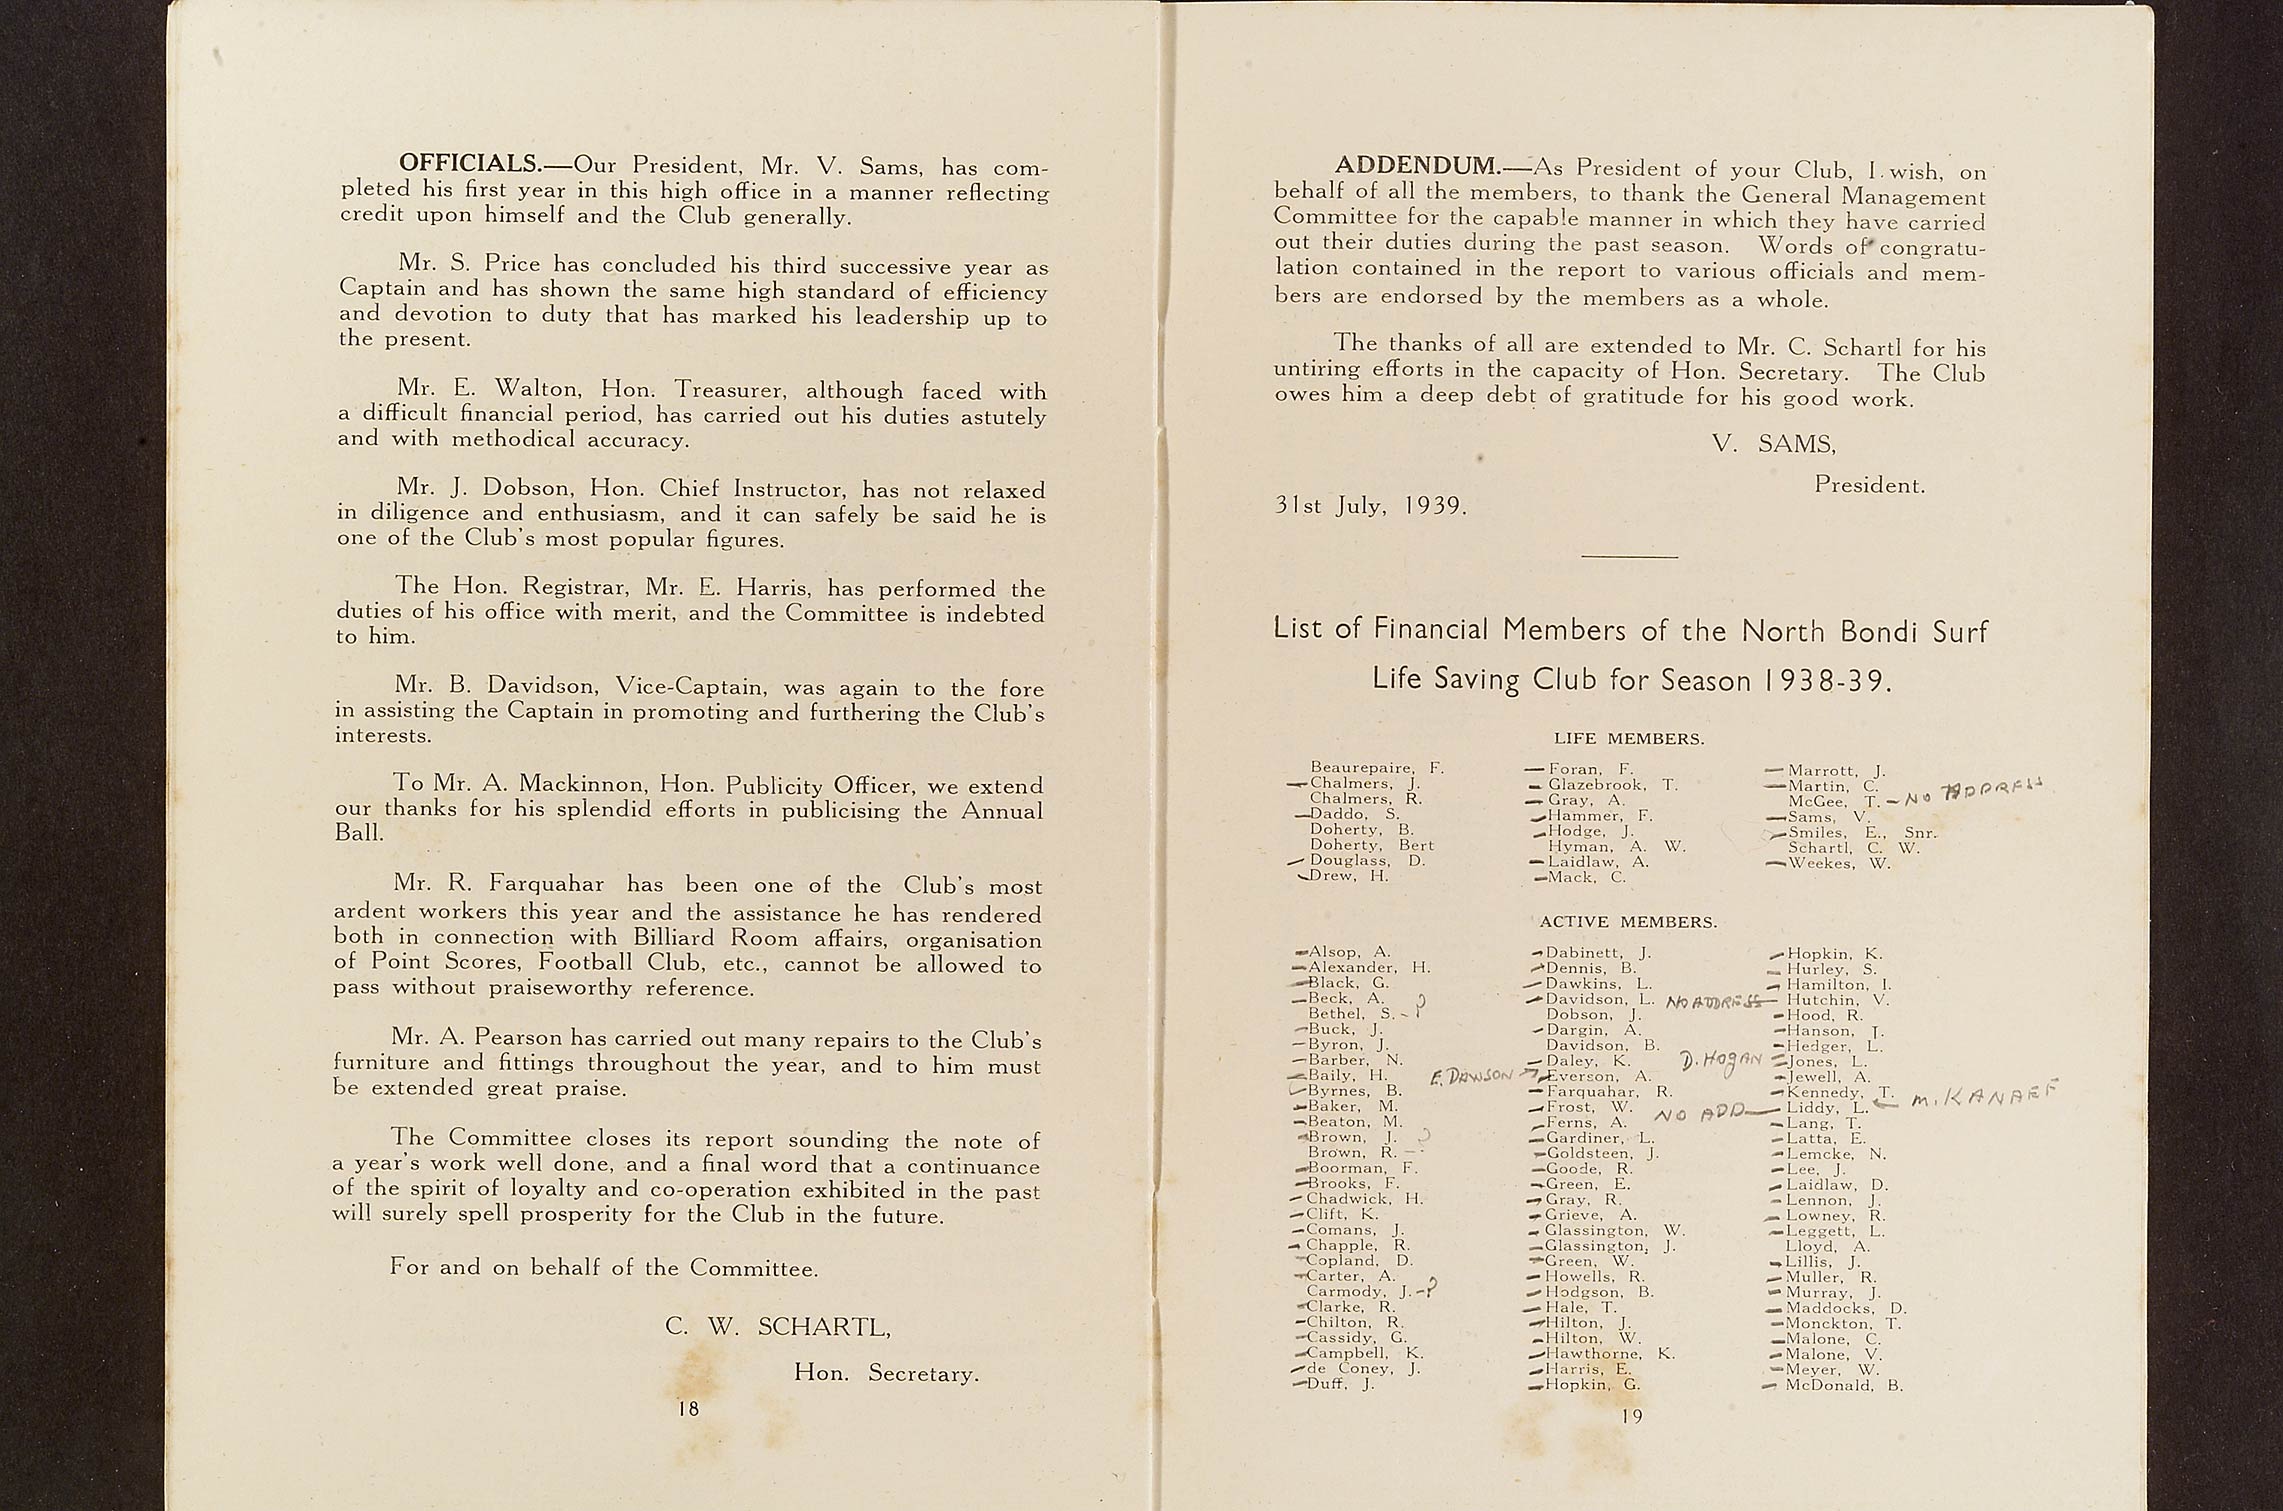 OFFICIALS.—Our President, Mr. V. Sams, has com-
pleted his first year in this high office in a manner reflecting
credit upon himself and the Club generally.
Mr. S. Price has concluded his third successive year as
Captain and has shown the same high standard of efficiency
and devotion to duty that has marked his leadership up to
the present.
Mr. E. Walton, Hon. Treasurer, although faced with
a difficult financial period, has carried out his duties astutely
and with methodical accuracy.
Mr. J. Dobson, Hon. Chief Instructor, has not relaxed
in diligence and enthusiasm, and it can safely be said he is
one of the Club's most popular figures.
The Hon. Registrar, Mr. E. Harris, has performed the
duties of his office with merit, and the Committee is indebted
to him.
Mr. B. Davidson, Vice-Captain, was again to the fore
in assisting the Captain in promoting and furthering the Club's
interests.
To Mr. A. Mackinnon, Hon. Publicity Officer, we extend
our thanks for his splendid efforts in publicising the Annual
Ball.
Mr. R. Farquahar has been one of the Club's most
ardent workers this year and the assistance he has rendered
both in connection with Billiard Room affairs, organisation
of Point Scores, Football Club, etc., cannot be allowed to
pass without praiseworthy reference.
Mr. A. Pearson has carried out many repairs to the Club's
furniture and fittings throughout the year, and to him must
be extended great praise.
The Committee closes its report sounding the note of
a year's work well done, and a final word that a continuance
of the spirit of loyalty and co-operation exhibited in the past
will surely spell prosperity for the Club in the future.
For and on behalf of the Committee.
C. W. SCHARTL,
Hon. Secretary.
18
ADDENDUM.—As President of your Club, I wish, on
behalf of all the members, to thank the General Management
Committee for the capable manner in which they have carried
out their duties during the past season. Words of congratu-
lation contained in the report to various officials and mem-
bers are endorsed by the members as a whole.
The thanks of all are extended to Mr. C. Schartl for his
untiring efforts in the capacity of Hon. Secretary. The Club
owes him a deep debt of gratitude for his good work.
V. SAMS,
President.
31st July, 1939.
List of Financial Members of the North Bondi Surf
Life Saving Club for Season 1938-39.
LIFE MEMBERS.
Beaurepaire, F.
Chalmers, J.
Chalmers, R.
Daddo, S.
Doherty, B.
Doherty, Bert
Douglass, D.
Drew, H.
Foran, F.
Glazebrook, T.
Gray, A.
Hammer, F.
Hodge, J.
Hyman, A. W.
Laidlaw, A.
Mack, C.
Marrott, J.
Martin, C.
McGee, T. – NO ADDRESS
Sams, V.
Smiles, E., Snr.
Schartl, C. W.
Weekes, W.
ACTIVE MEMBERS.
Alsop, A.
Alexander, H.
Black, G.
Beck, A.
Bethel, S. - ?
Buck, J.
Byron, J.
Barber, N.
Baily, H.
Byrnes, B.
Baker, M.
Beaton, M.
Brown, J.
Brown, R. - ?
Boorman, F.
Brooks, F.
Chadwick, H.
Clift, K.
Comans, J.
Chapple, R.
Copland, D.
Carter, A.
Carmody, J. - ?
Clarke, R.
Chilton, R.
Cassidy, G.
Campbell, K.
de Coney, J.
Duff, J.
Dabinett, J.
Dennis, B.
Dawkins, L.
Davidson, L.
Dobson, J.
Dargin, A.
Davidson, B.
Daley, K.
E. DAWSON → Everson, A.
Farquahar, R.
Frost, W.
Ferns, A.
Gardiner, L.
Goldsteen, J.
Goode, R.
Green, E.
Gray, R.
Grieve, A.
Glassington, W.
Glassington, J.
Green, W.
Howells, R.
Hodgson, B.
Hale, T.
Hilton, J.
Hilton, W.
Hawthorne, K.
Harris, E.
Hopkin, G.
Hopkin, K.
Hurley, S.
Hamilton, I.
NO ADDRESS — Hutchin, V.
Hood, R.
Hanson, J.
Hedger, L.
D. HOGAN Jones, L.
Jewell, A.
Kennedy, T.
NO ADD — Liddy, L. ← M. KANAEF
Lang, T.
Latta, E.
Lemcke, N.
Lee, J.
Laidlaw, D.
Lennon, J.
Lowney, R.
Leggett, L.
Lloyd, A.
Lillis, J.
Muller, R.
Murray, J.
Maddocks, D.
Monckton, T.
Malone, C.
Malone, V.
Meyer, W.
McDonald, B.
19